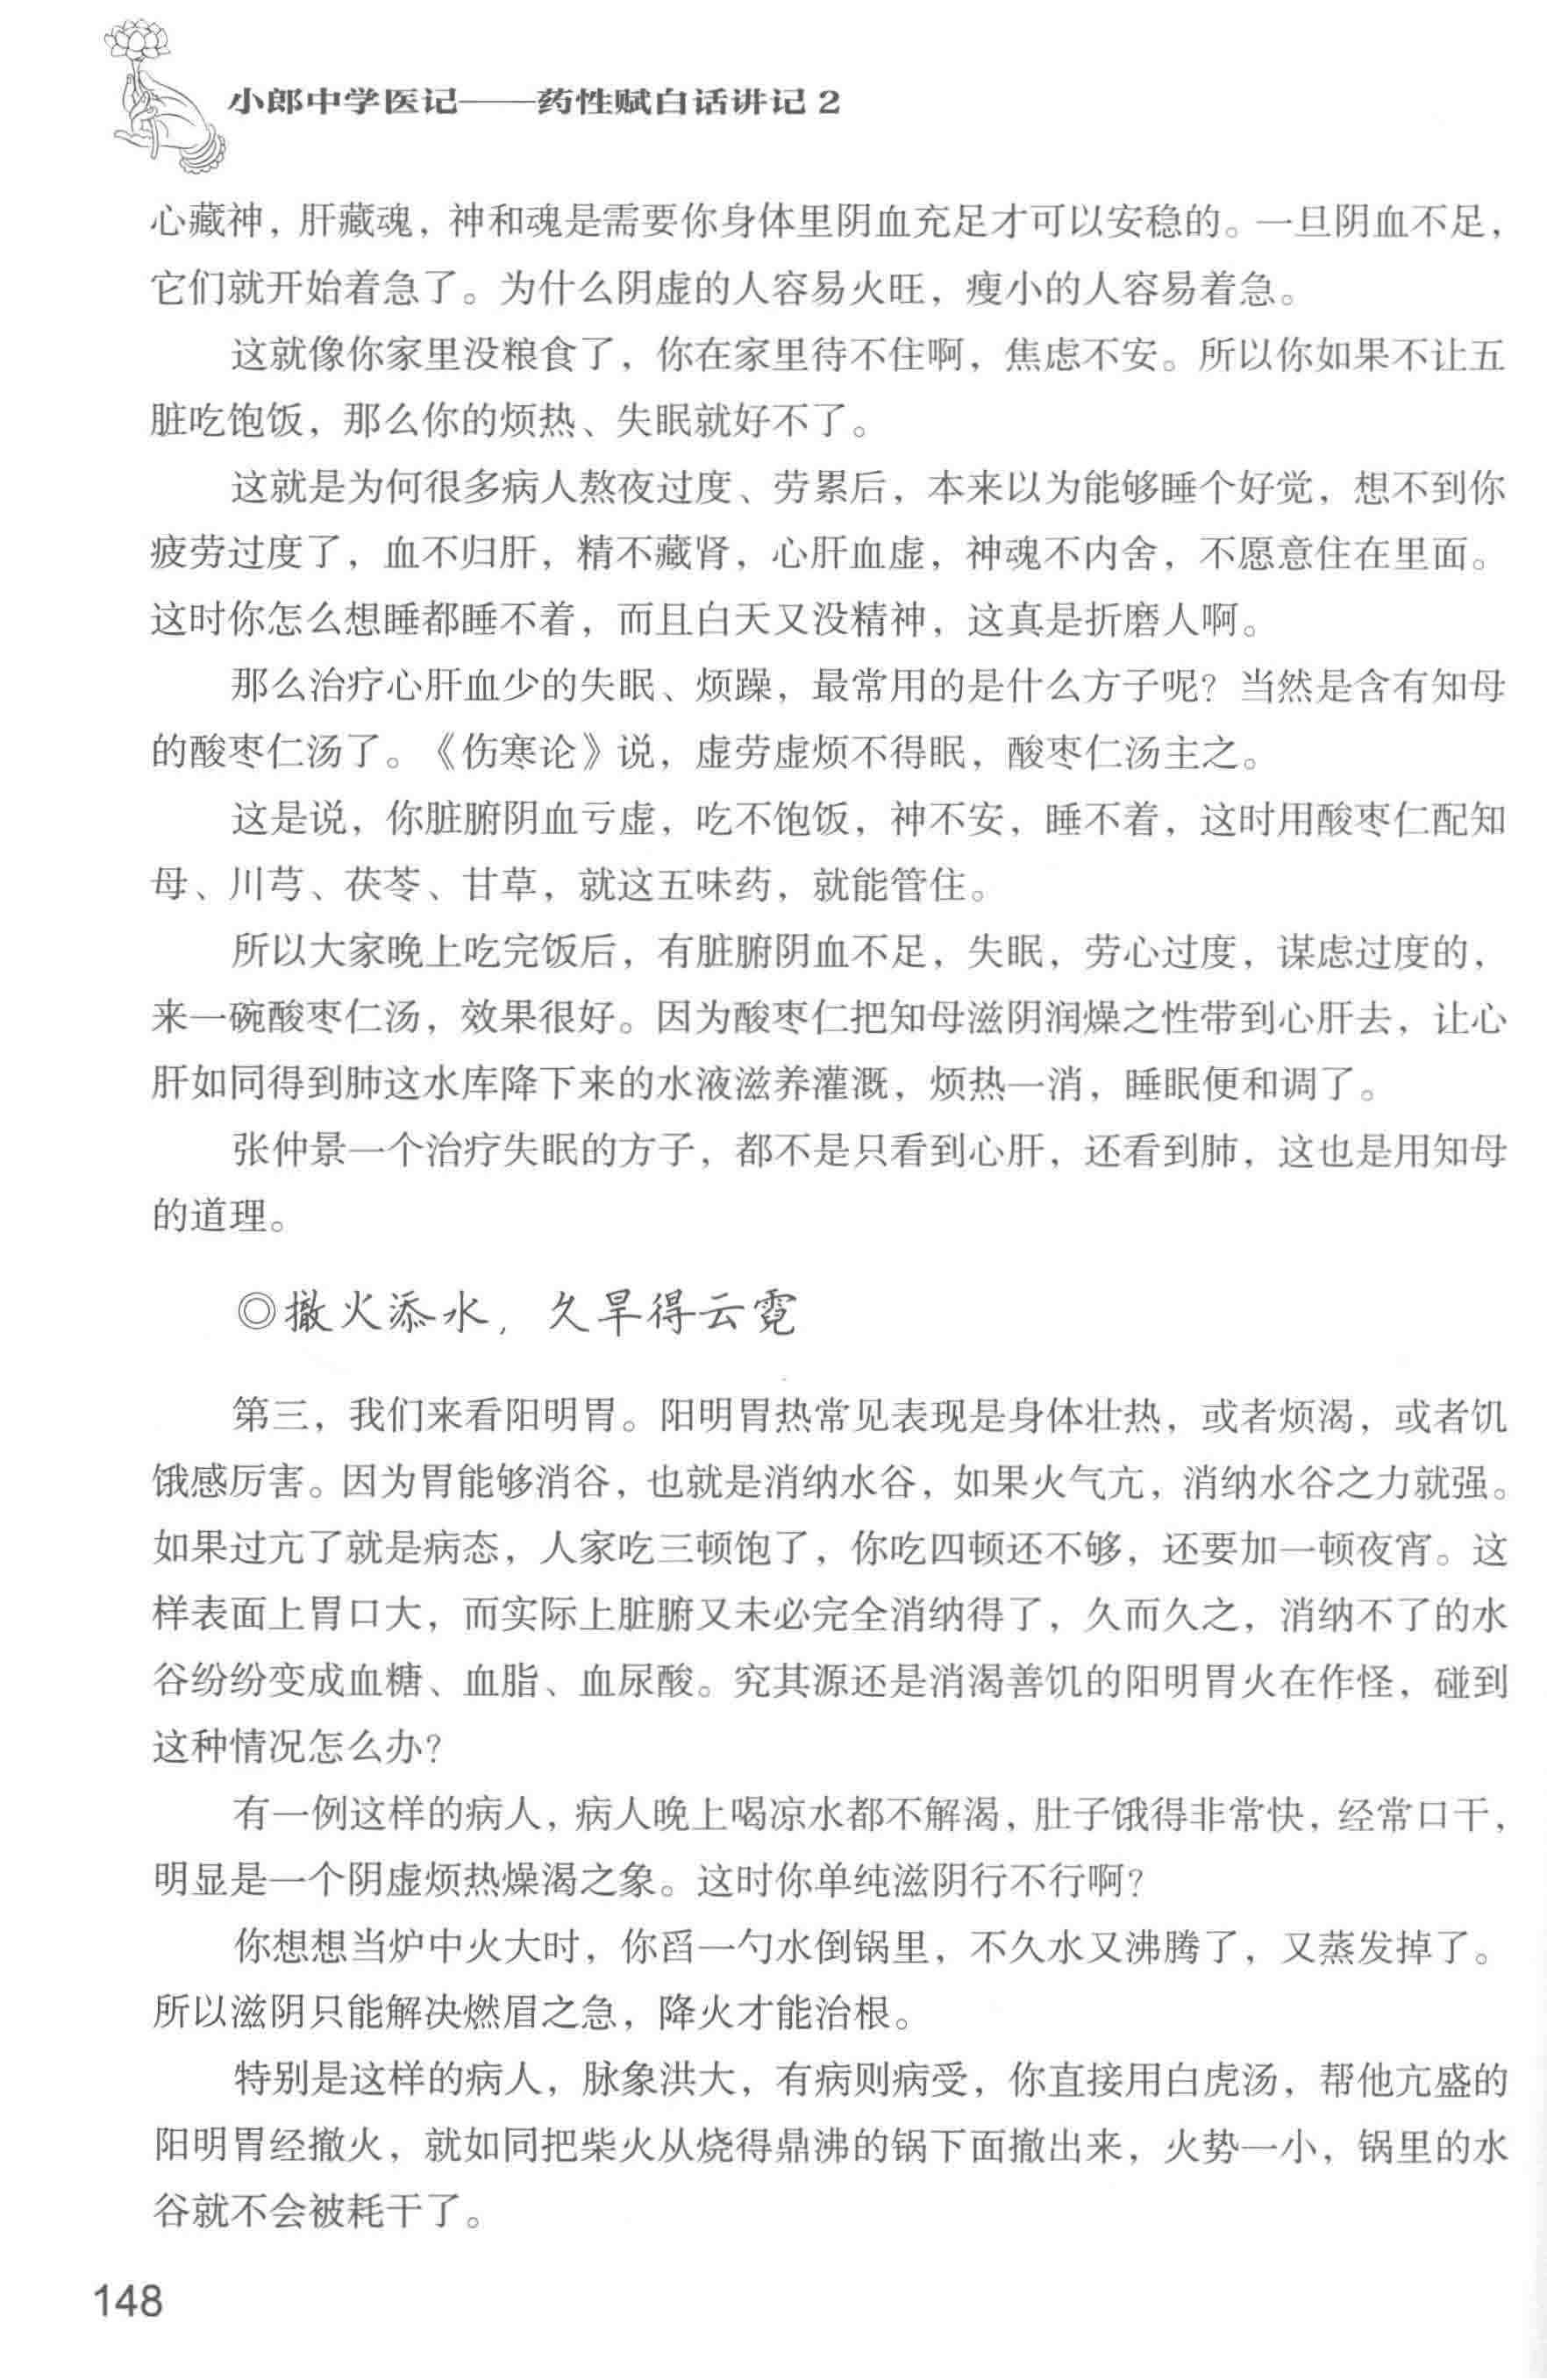 小郎中学医记——药性赋白话讲记2
心藏神，肝藏魂，神和魂是需要你身体里阴血充足才可以安稳的。一旦阴血不足，
它们就开始着急了。为什么阴虚的人容易火旺，瘦小的人容易着急。
这就像你家里没粮食了，你在家里待不住啊，焦虑不安。所以你如果不让五
脏吃饱饭，那么你的烦热、失眠就好不了。
这就是为何很多病人熬夜过度、劳累后，本来以为能够睡个好觉，想不到你
疲劳过度了，血不归肝，精不藏肾，心肝血虚，神魂不内舍，不愿意住在里面。
这时你怎么想睡都睡不着，而且白天又没精神，这真是折磨人啊。
那么治疗心肝血少的失眠、烦躁，最常用的是什么方子呢？当然是含有知母
的酸枣仁汤了。《伤寒论》说，虚劳虚烦不得眠，酸枣仁汤主之。
这是说，你脏腑阴血亏虚，吃不饱饭，神不安，睡不着，这时用酸枣仁配知
母、川芎、茯苓、甘草，就这五味药，就能管住。
所以大家晚上吃完饭后，有脏腑阴血不足，失眠，劳心过度，谋虑过度的，
来一碗酸枣仁汤，效果很好。因为酸枣仁把知母滋阴润燥之性带到心肝去，让心
肝如同得到肺这水库降下来的水液滋养灌溉，烦热一消，睡眠便和调了。
张仲景一个治疗失眠的方子，都不是只看到心肝，还看到肺，这也是用知母
的道理。
◎撤火添水，久旱得云霓
第三，我们来看阳明胃。阳明胃热常见表现是身体壮热，或者烦渴，或者饥
饿感厉害。因为胃能够消谷，也就是消纳水谷，如果火气亢，消纳水谷之力就强。
如果过亢了就是病态，人家吃三顿饱了，你吃四顿还不够，还要加一顿夜宵。这
样表面上胃口大，而实际上脏腑又未必完全消纳得了，久而久之，消纳不了的水
谷纷纷变成血糖、血脂、血尿酸。究其源还是消渴善饥的阳明胃火在作怪，碰到
这种情况怎么办？
有一例这样的病人，病人晚上喝凉水都不解渴，肚子饿得非常快，经常口干，
明显是一个阴虚烦热燥渴之象。这时你单纯滋阴行不行啊？
你想想当炉中火大时，你舀一勺水倒锅里，不久水又沸腾了，又蒸发掉了。
所以滋阴只能解决燃眉之急，降火才能治根。
特别是这样的病人，脉象洪大，有病则病受，你直接用白虎汤，帮他亢盛的
阳明胃经撤火，就如同把柴火从烧得鼎沸的锅下面撤出来，火势一小，锅里的水
谷就不会被耗干了。
148